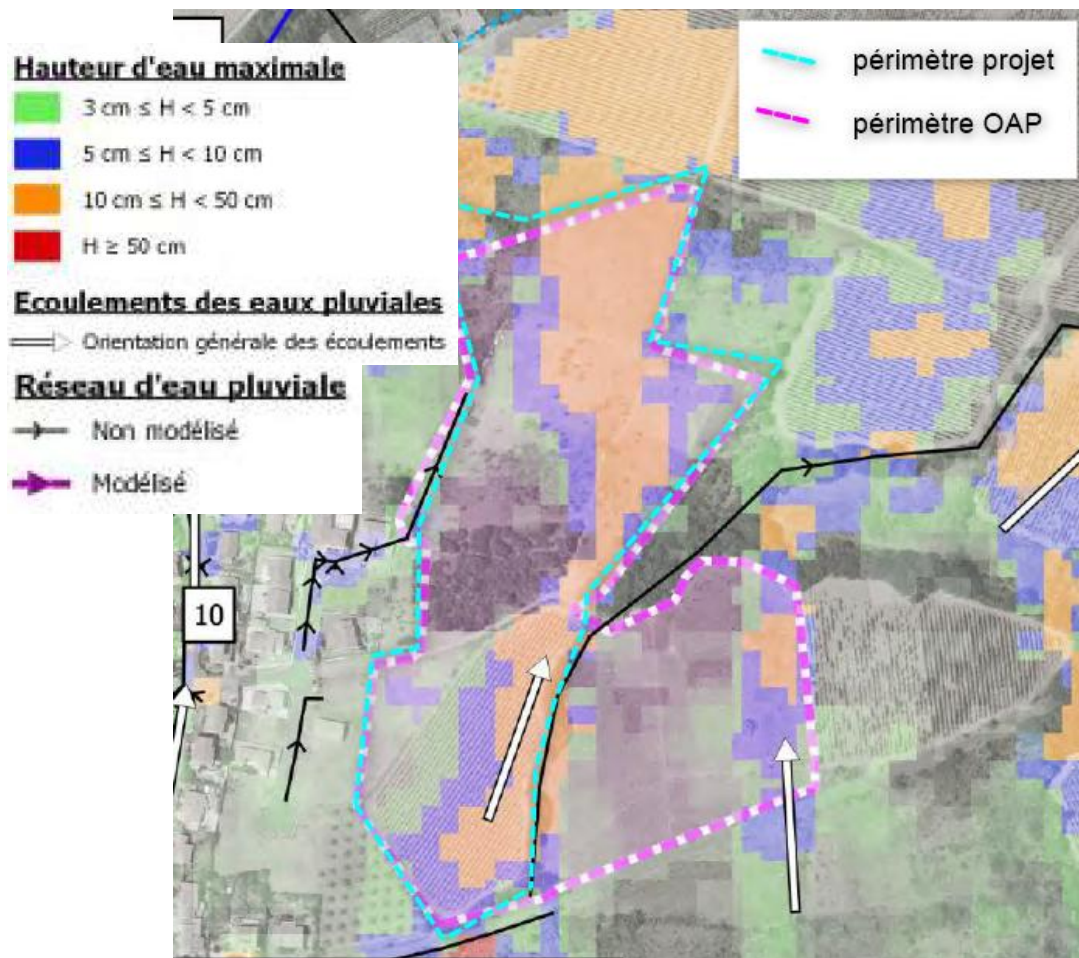 Hauteur d'eau maximale
3 cm ≤ H < 5 cm
5 cm ≤ H < 10 cm
10 cm ≤ H < 50 cm
H ≥ 50 cm
Ecoulements des eaux pluviales
Orientation générale des écoulements
Réseau d'eau pluviale
Non modélisé
Modélisé
périmètre projet
périmètre OAP
10